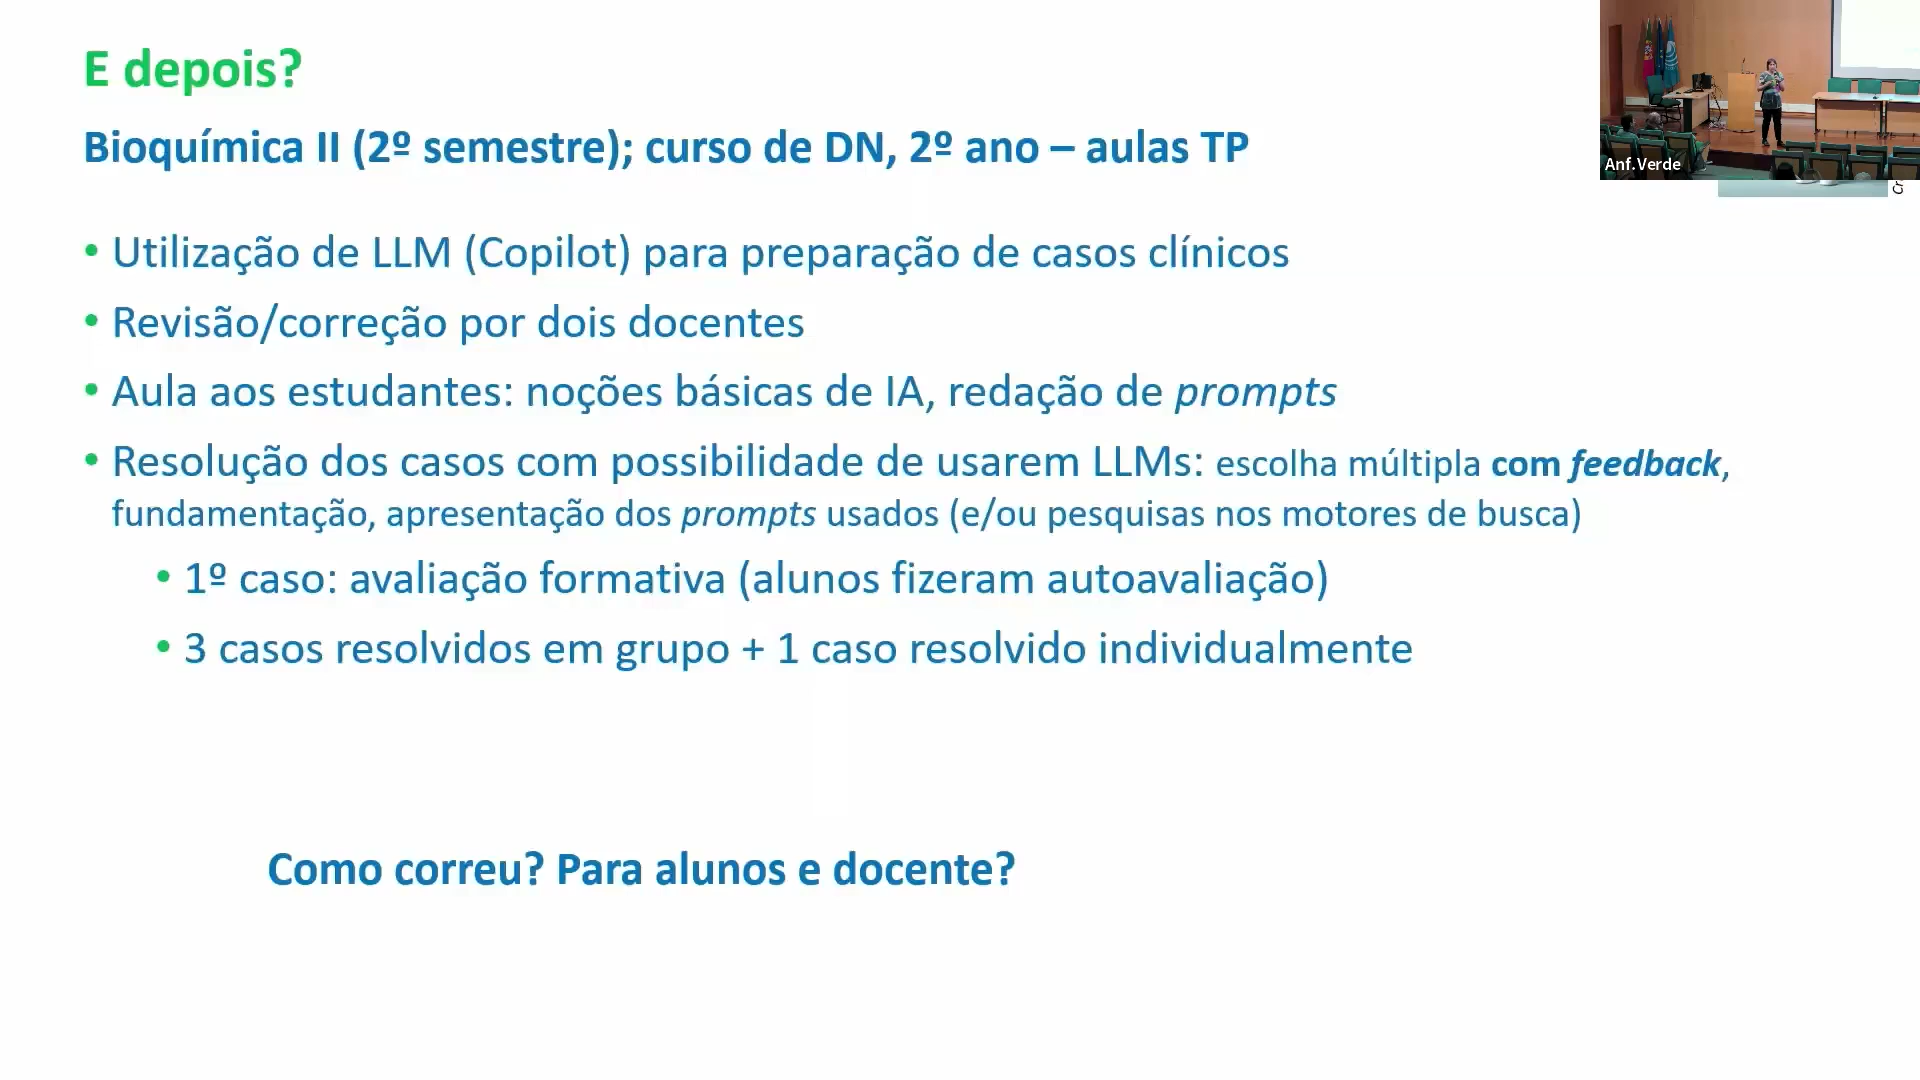 E depois?
Bioquímica II (2º semestre); curso de DN, 2º ano – aulas TP
Anf.Verde
• Utilização de LLM (Copilot) para preparação de casos clínicos
• Revisão/correção por dois docentes
• Aula aos estudantes: noções básicas de IA, redação de prompts
• Resolução dos casos com possibilidade de usarem LLMs: escolha múltipla com feedback,
fundamentação, apresentação dos prompts usados (e/ou pesquisas nos motores de busca)
• 1º caso: avaliação formativa (alunos fizeram autoavaliação)
• 3 casos resolvidos em grupo + 1 caso resolvido individualmente
Como correu? Para alunos e docente?